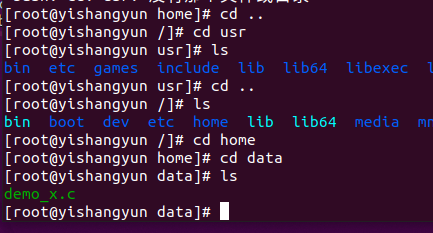 [root@yishangyun home]# cd ..
[root@yishangyun /]# cd usr
[root@yishangyun usr]# ls
bin etc games include lib lib64 libexec
[root@yishangyun usr]# cd ..
[root@yishangyun /]# ls
bin boot dev etc home lib lib64 media
[root@yishangyun /]# cd home
[root@yishangyun home]# cd data
[root@yishangyun data]# ls
demo_x.c
[root@yishangyun data]#